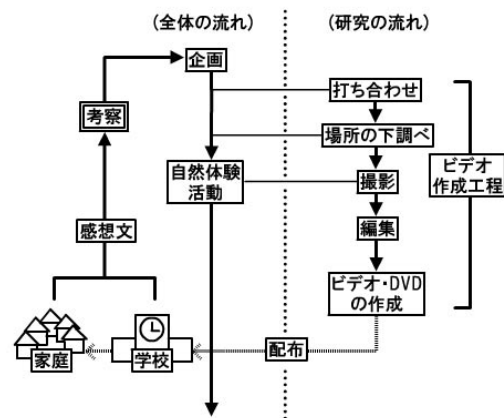 (全体の流れ)
(研究の流れ)
企画
打ち合わせ
考察
場所の下調べ
ビデオ
作成工程
自然体験
活動
撮影
感想文
編集
ビデオ・DVD
の作成
配布
家庭
学校